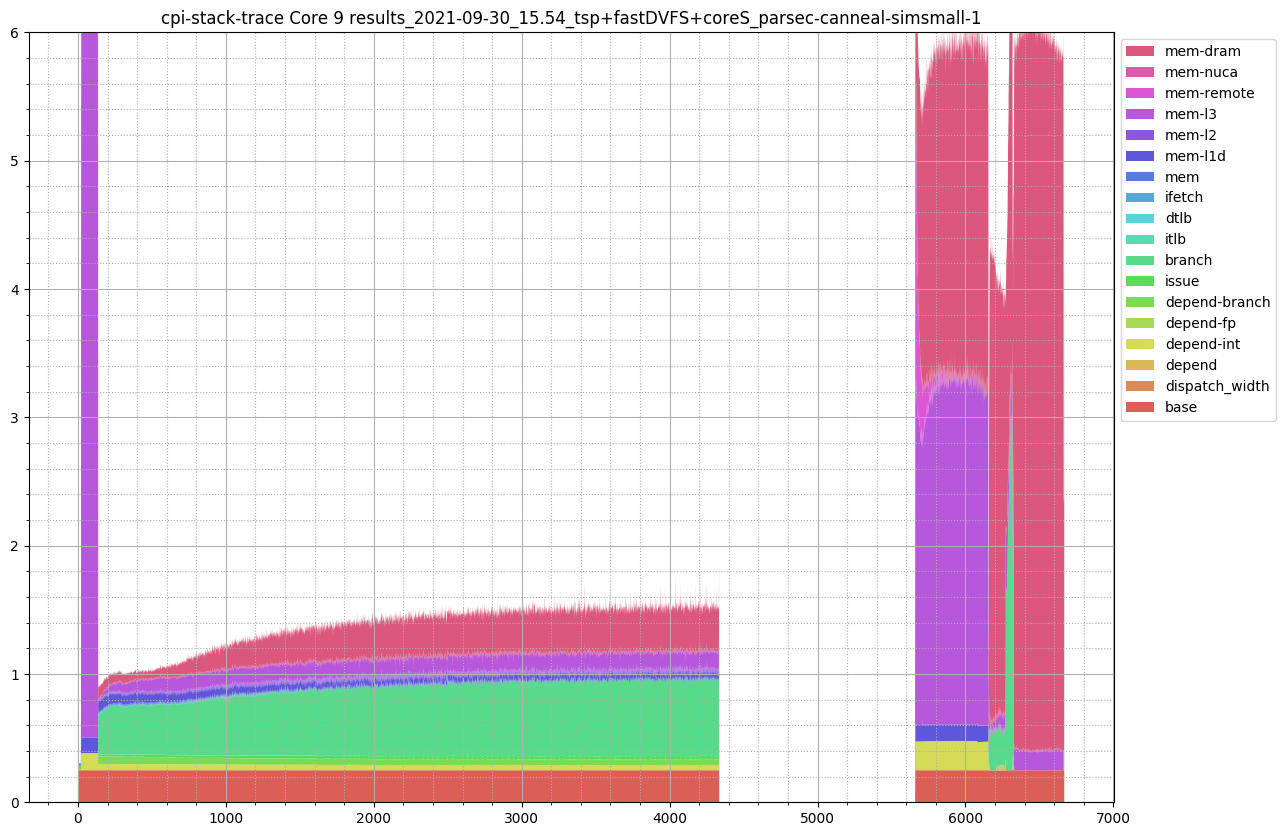 cpi-stack-trace Core 9 results_2021-09-30_15.54_tsp+fastDVFS+coreS_parsec-canneal-simsmall-1
6
5
4
3
2
1
0
0 1000 2000 3000 4000 5000 6000 7000
mem-dram
mem-nuca
mem-remote
mem-l3
mem-l2
mem-l1d
mem
ifetch
dtlb
itlb
branch
issue
depend-branch
depend-fp
depend-int
depend
dispatch_width
base